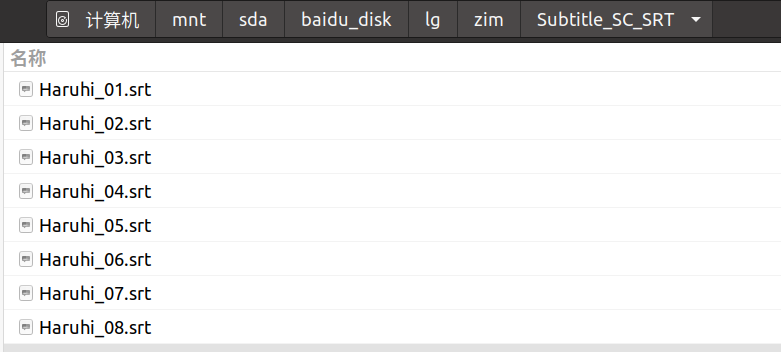 计算机 mnt sda baidu_disk lg zim Subtitle_SC_SRT
名称
Haruhi_01.srt
Haruhi_02.srt
Haruhi_03.srt
Haruhi_04.srt
Haruhi_05.srt
Haruhi_06.srt
Haruhi_07.srt
Haruhi_08.srt